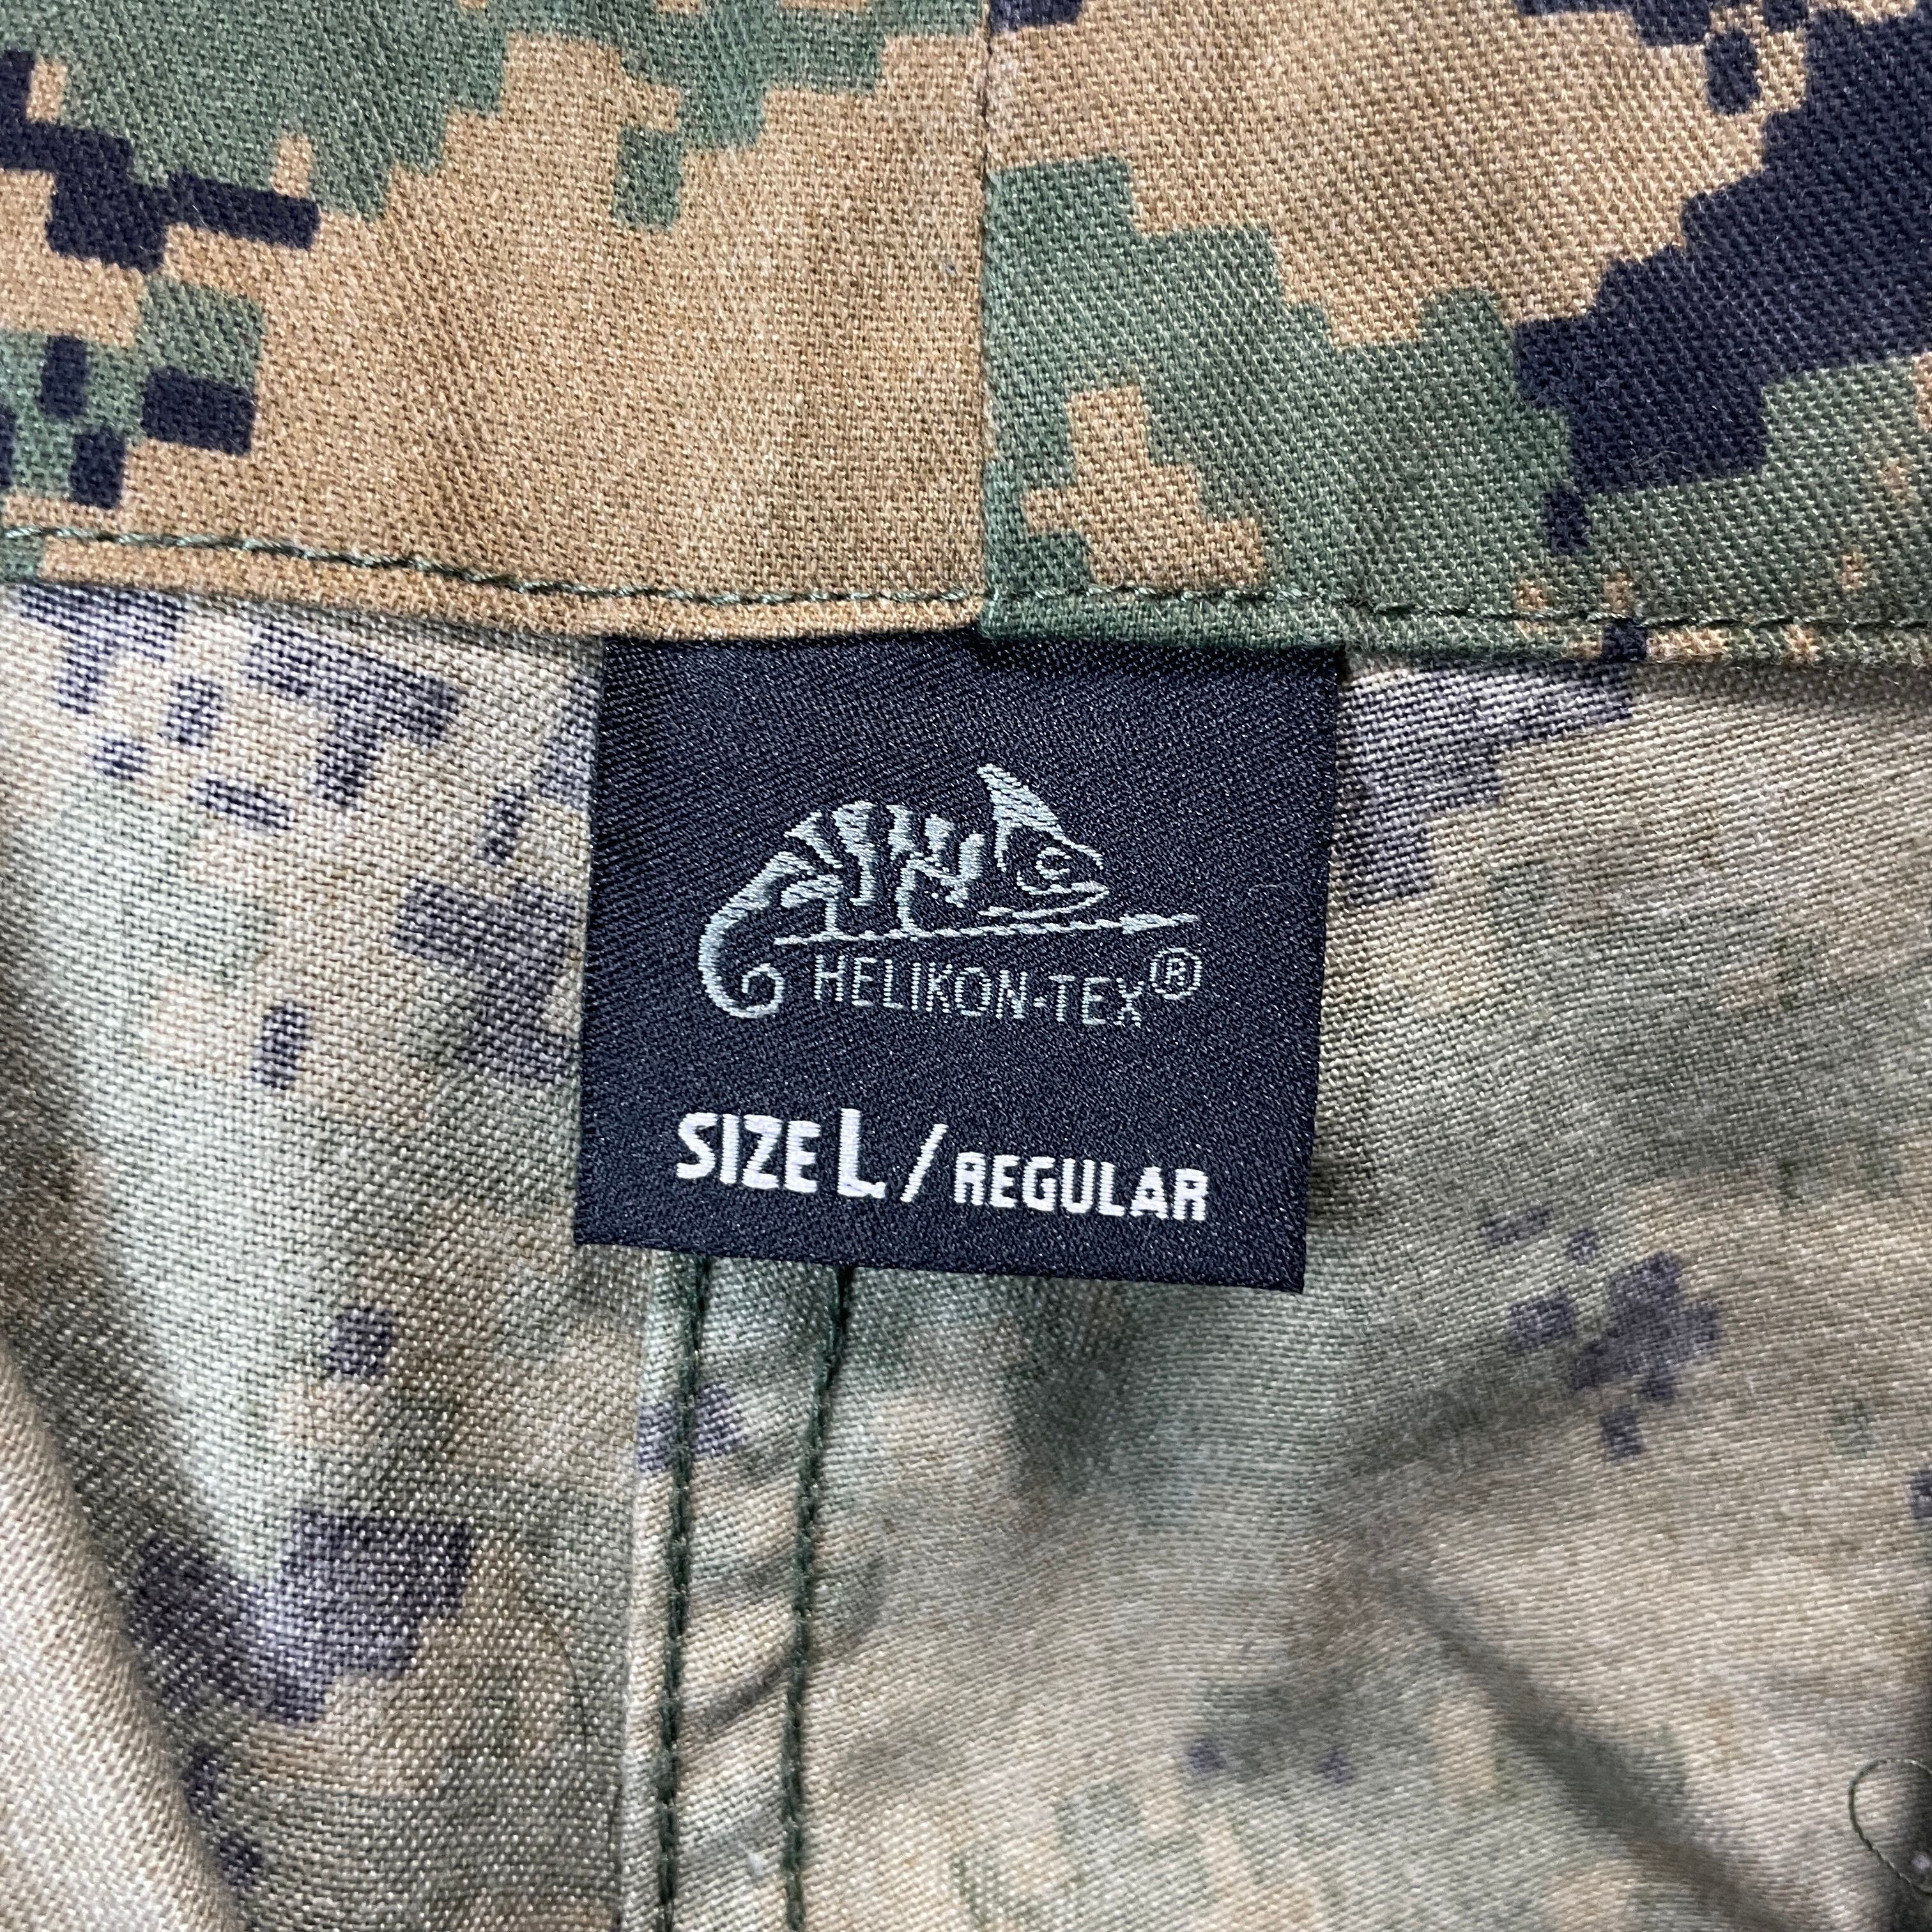 HELIKON-TEX®
SIZE L / REGULAR